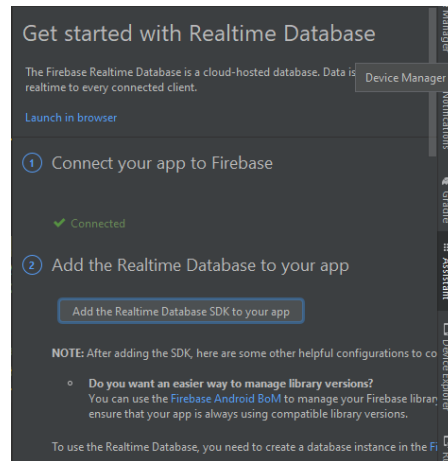 Get started with Realtime Database
The Firebase Realtime Database is a cloud-hosted database. Data is
realtime to every connected client.
Device Manager
Launch in browser
1 Connect your app to Firebase
Connected
2 Add the Realtime Database to your app
Add the Realtime Database SDK to your app
NOTE: After adding the SDK, here are some other helpful configurations to co
Do you want an easier way to manage library versions?
You can use the Firebase Android BoM to manage your Firebase librar
ensure that your app is always using compatible library versions.
To use the Realtime Database, you need to create a database instance in the Fi
Manager
Notifications
Gradle
Assistant
Device Explorer